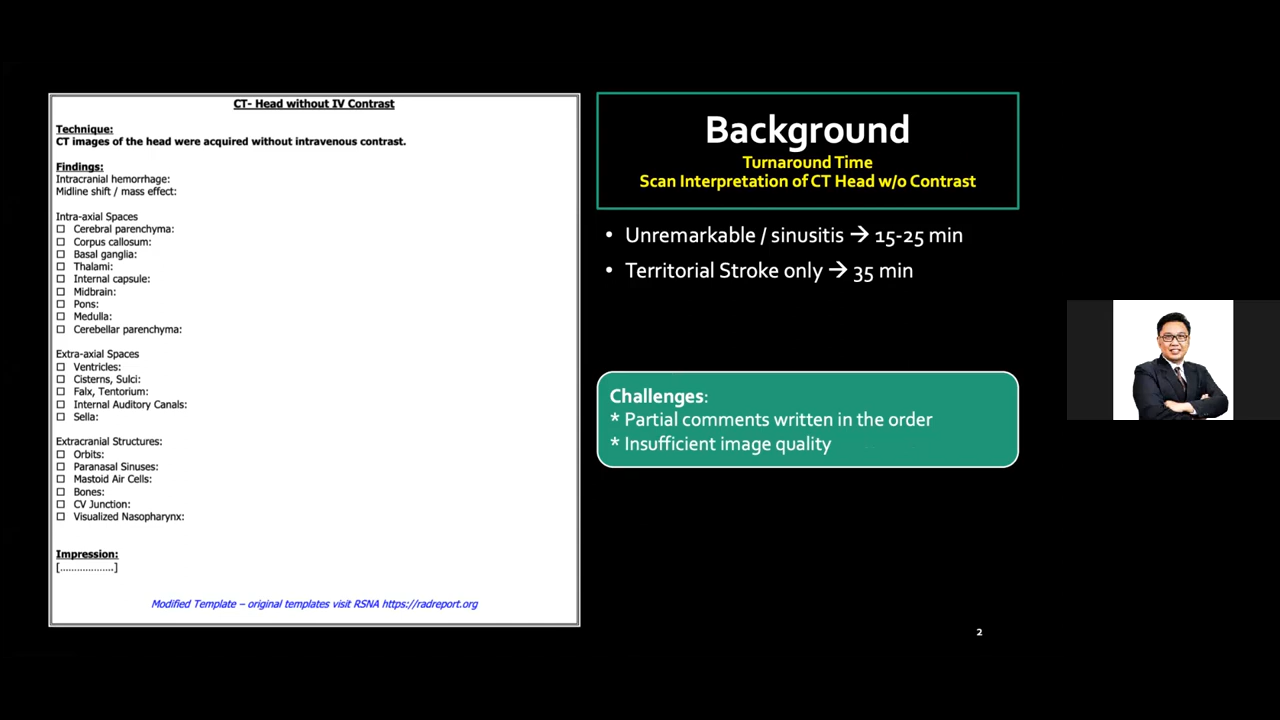 CT- Head without IV Contrast
Technique:
CT images of the head were acquired without intravenous contrast.
Findings:
Intracranial hemorrhage:
Midline shift / mass effect:
Intra-axial Spaces
☐ Cerebral parenchyma:
☐ Corpus callosum:
☐ Basal ganglia:
☐ Thalami:
☐ Internal capsule:
☐ Midbrain:
☐ Pons:
☐ Medulla:
☐ Cerebellar parenchyma:
Extra-axial Spaces
☐ Ventricles:
☐ Cisterns, Sulci:
☐ Falx, Tentorium:
☐ Internal Auditory Canals:
☐ Sella:
Extracranial Structures:
☐ Orbits:
☐ Paranasal Sinuses:
☐ Mastoid Air Cells:
☐ Bones:
☐ CV Junction:
☐ Visualized Nasopharynx:
Impression:
[..................]
Modified Template – original templates visit RSNA https://radreport.org
Background
Turnaround Time
Scan Interpretation of CT Head w/o Contrast
• Unremarkable / sinusitis → 15-25 min
• Territorial Stroke only → 35 min
Challenges:
* Partial comments written in the order
* Insufficient image quality
2